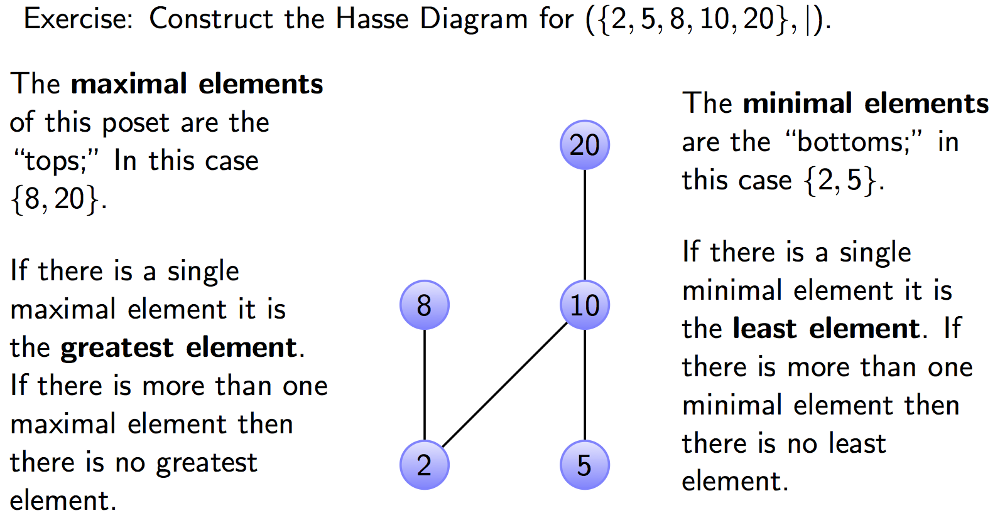 Exercise: Construct the Hasse Diagram for ({2, 5, 8, 10, 20}, |).
The maximal elements
of this poset are the
“tops;” In this case
{8, 20}.
If there is a single
maximal element it is
the greatest element.
If there is more than one
maximal element then
there is no greatest
element.
20
8
10
2
5
The minimal elements
are the “bottoms;” in
this case {2, 5}.
If there is a single
minimal element it is
the least element. If
there is more than one
minimal element then
there is no least
element.